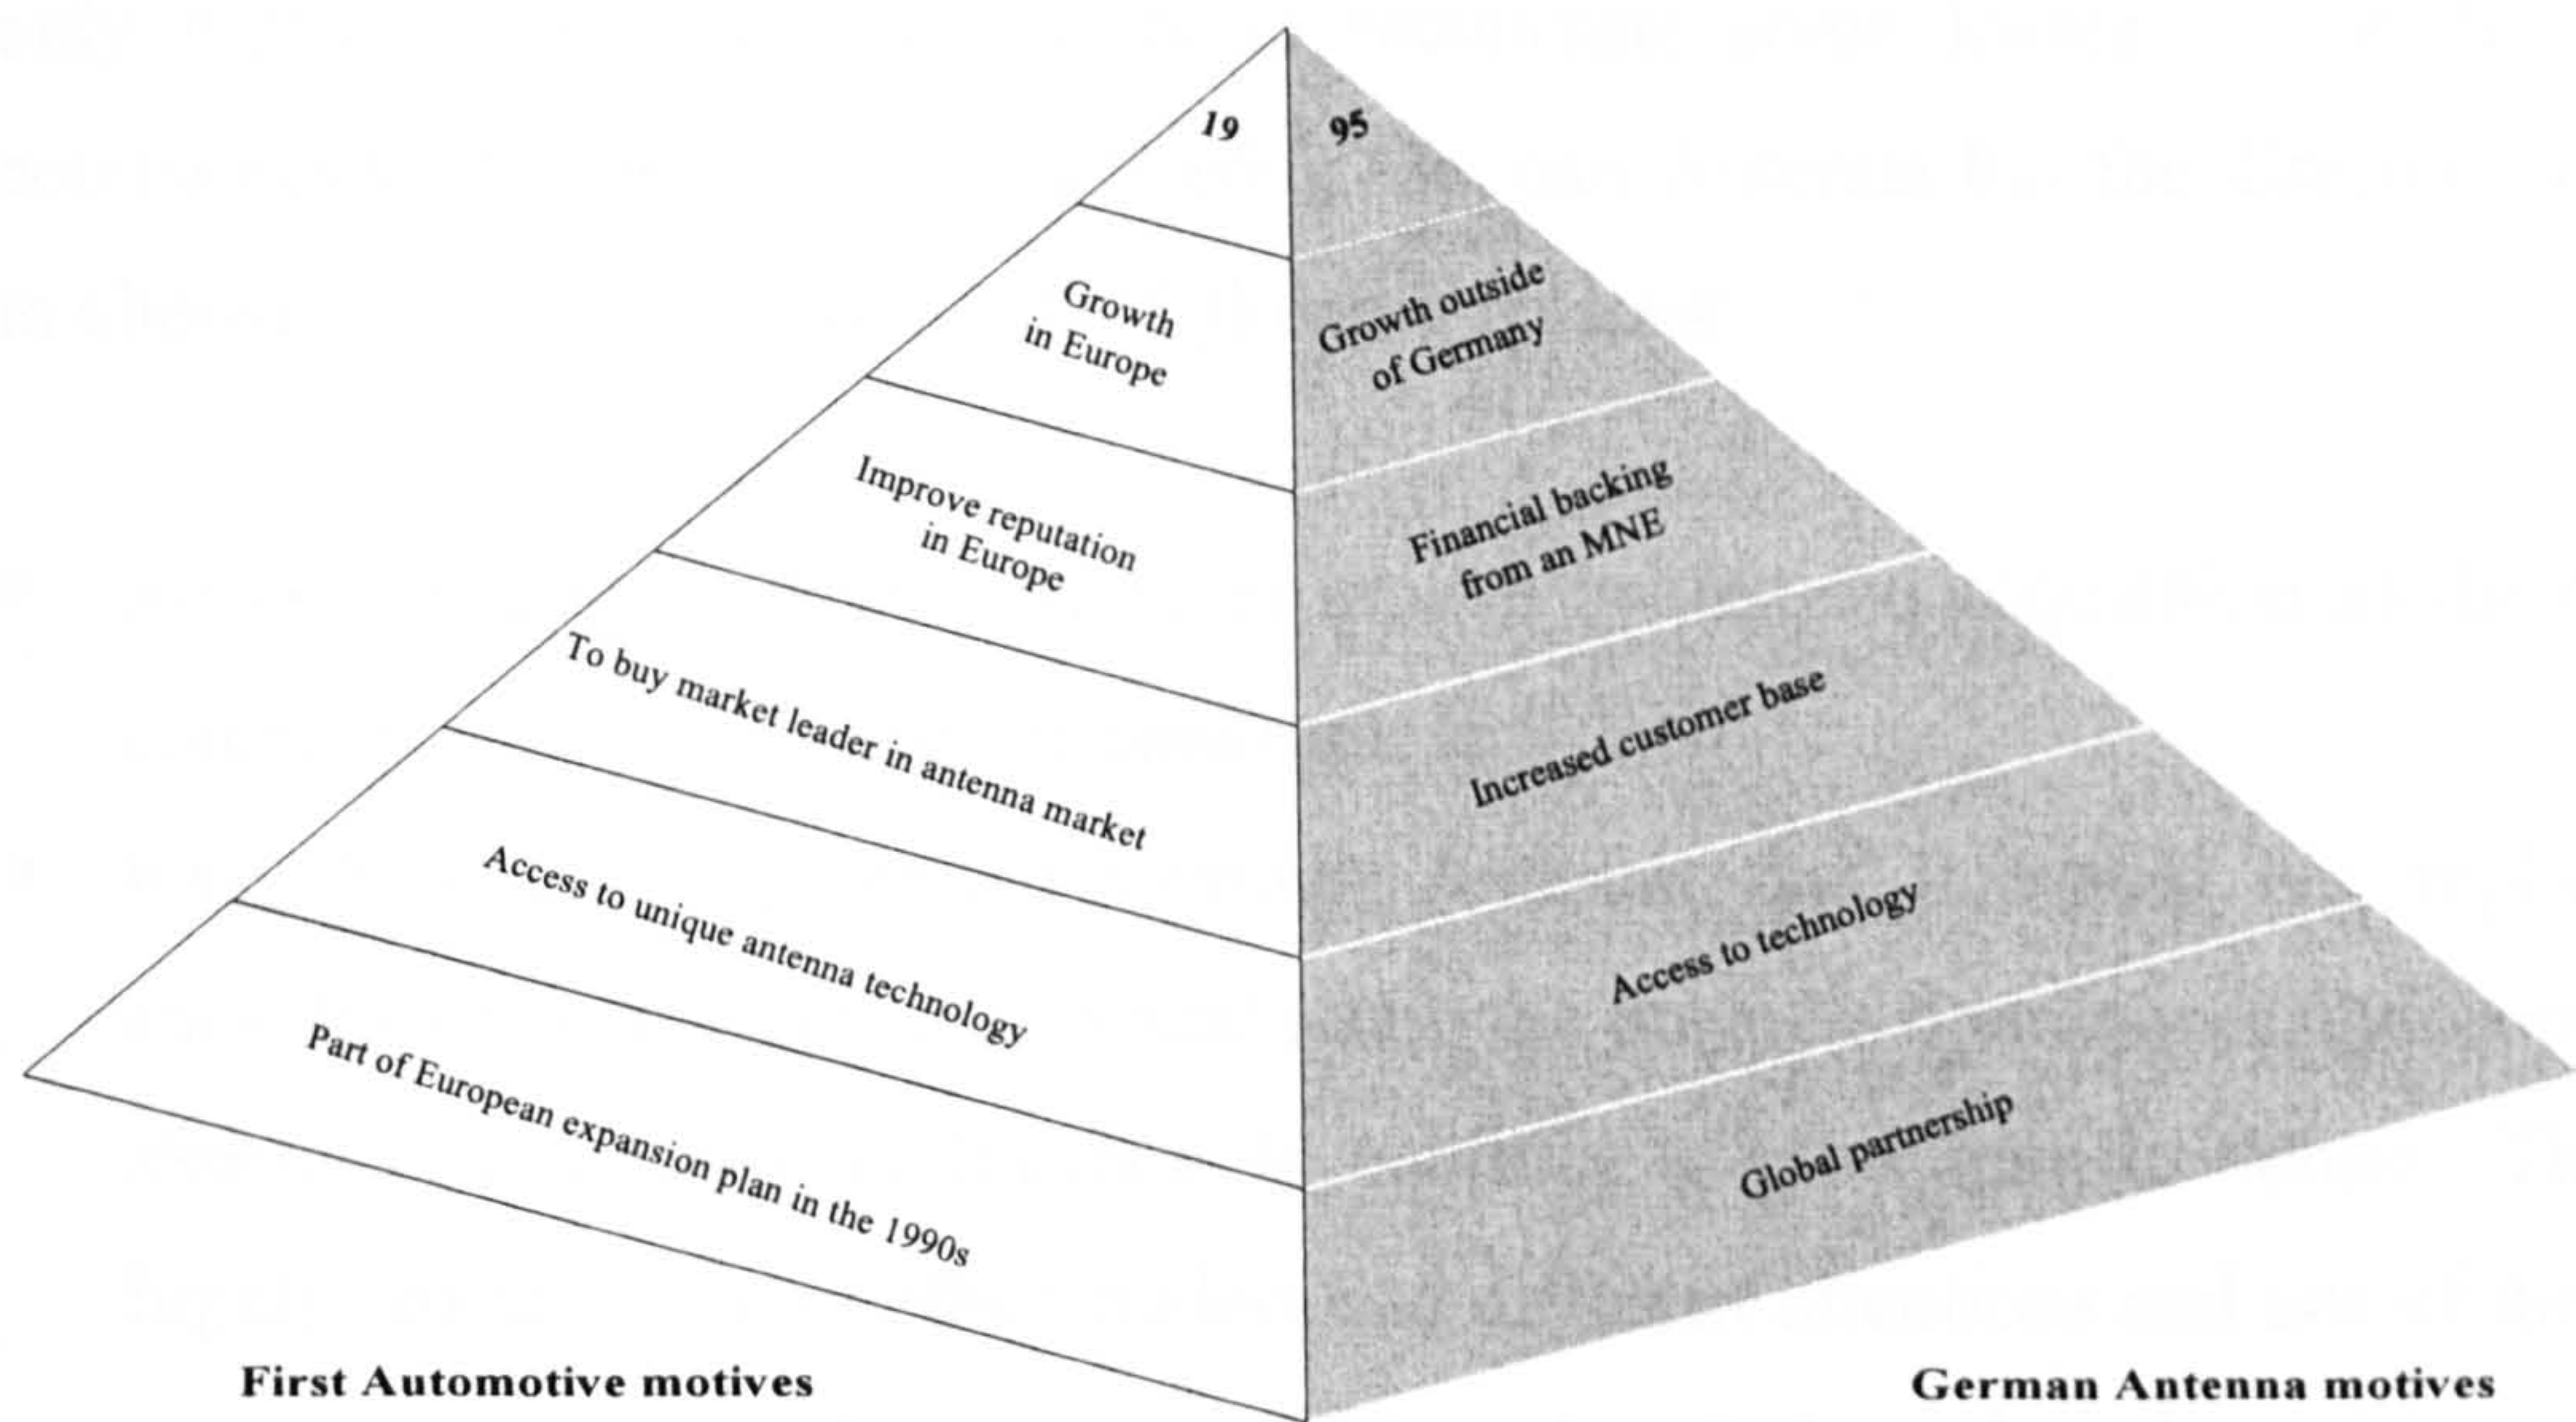 19
95
Growth
in Europe
Growth outside
of Germany
Improve reputation
in Europe
Financial backing
from an MNE
To buy market leader in antenna market
Increased customer base
Access to unique antenna technology
Access to technology
Part of European expansion plan in the 1990s
Global partnership
First Automotive motives
German Antenna motives